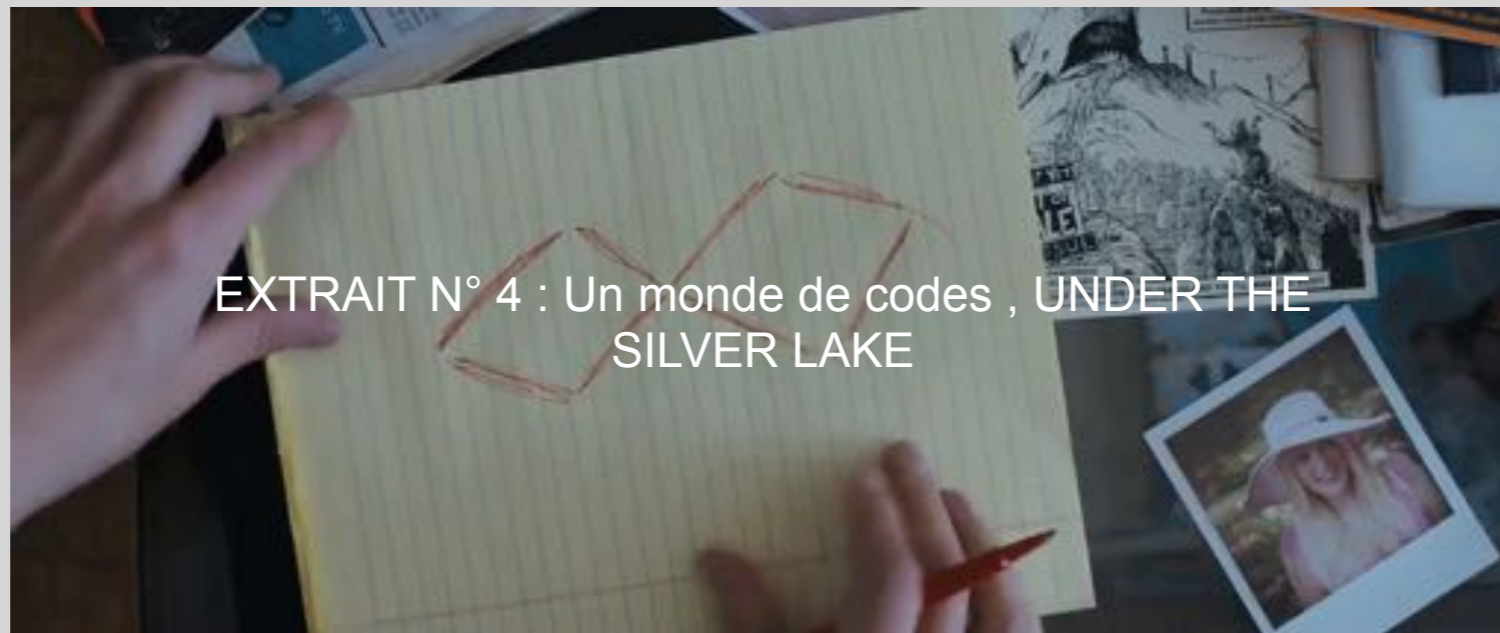 EXTRAIT N° 4 : Un monde de codes , UNDER THE
SILVER LAKE